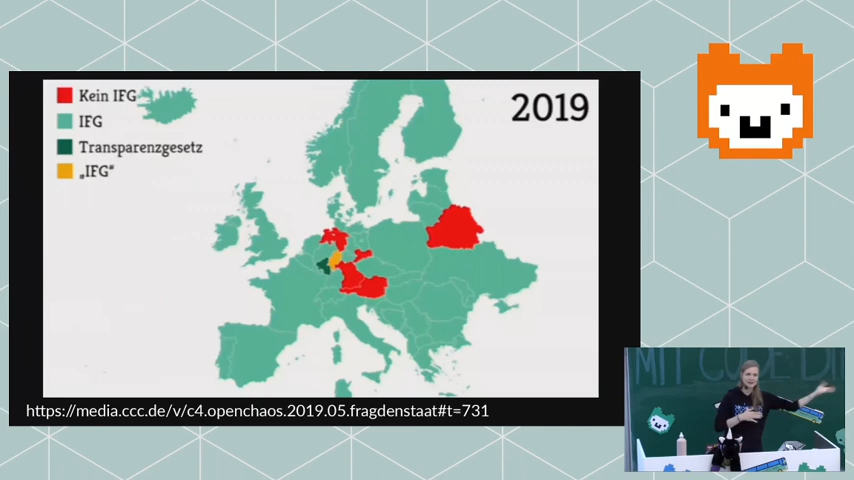 Kein IFG
IFG
Transparenzgesetz
„IFG“
2019
https://media.ccc.de/v/c4.openchaos.2019.05.fragdenstaat#t=731
MIT CODE